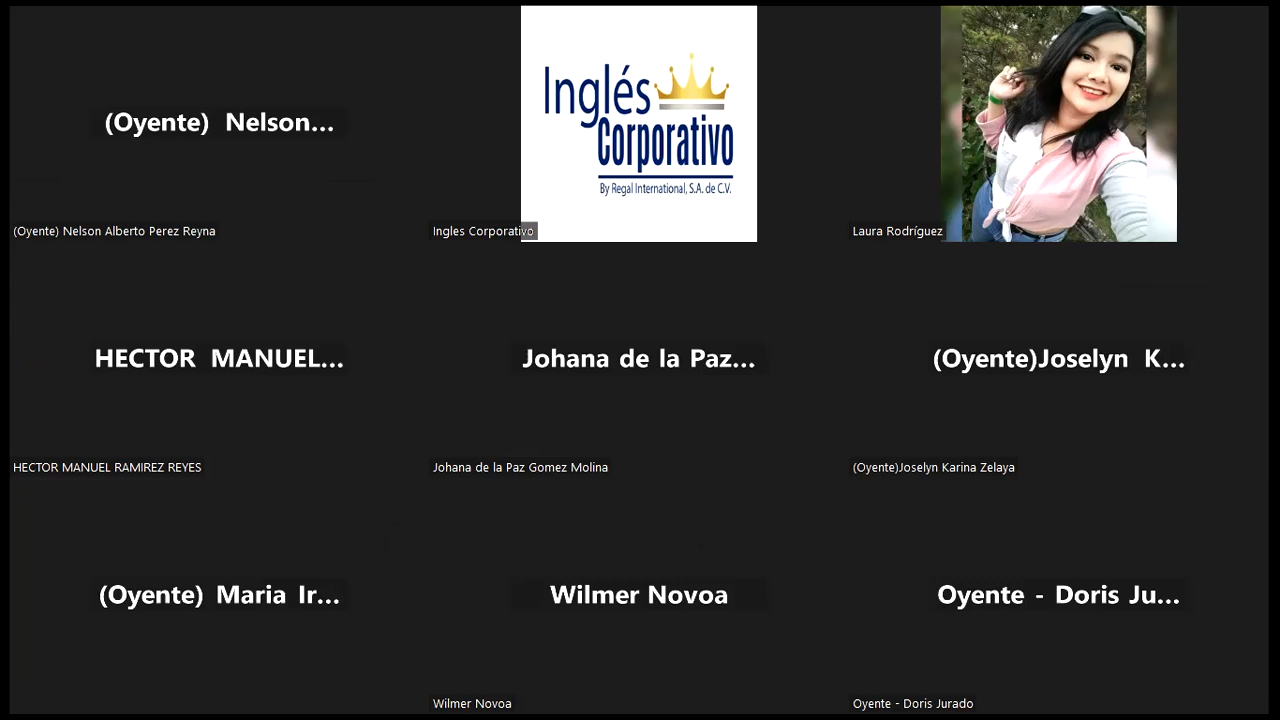 (Oyente) Nelson...
(Oyente) Nelson Alberto Perez Reyna
Inglés
Corporativo
By Regal International, S.A. de C.V.
Ingles Corporativo
Laura Rodríguez
HECTOR MANUEL...
HECTOR MANUEL RAMIREZ REYES
Johana de la Paz...
Johana de la Paz Gomez Molina
(Oyente)Joselyn K...
(Oyente)Joselyn Karina Zelaya
(Oyente) Maria Ir...
Wilmer Novoa
Wilmer Novoa
Oyente - Doris Ju...
Oyente - Doris Jurado